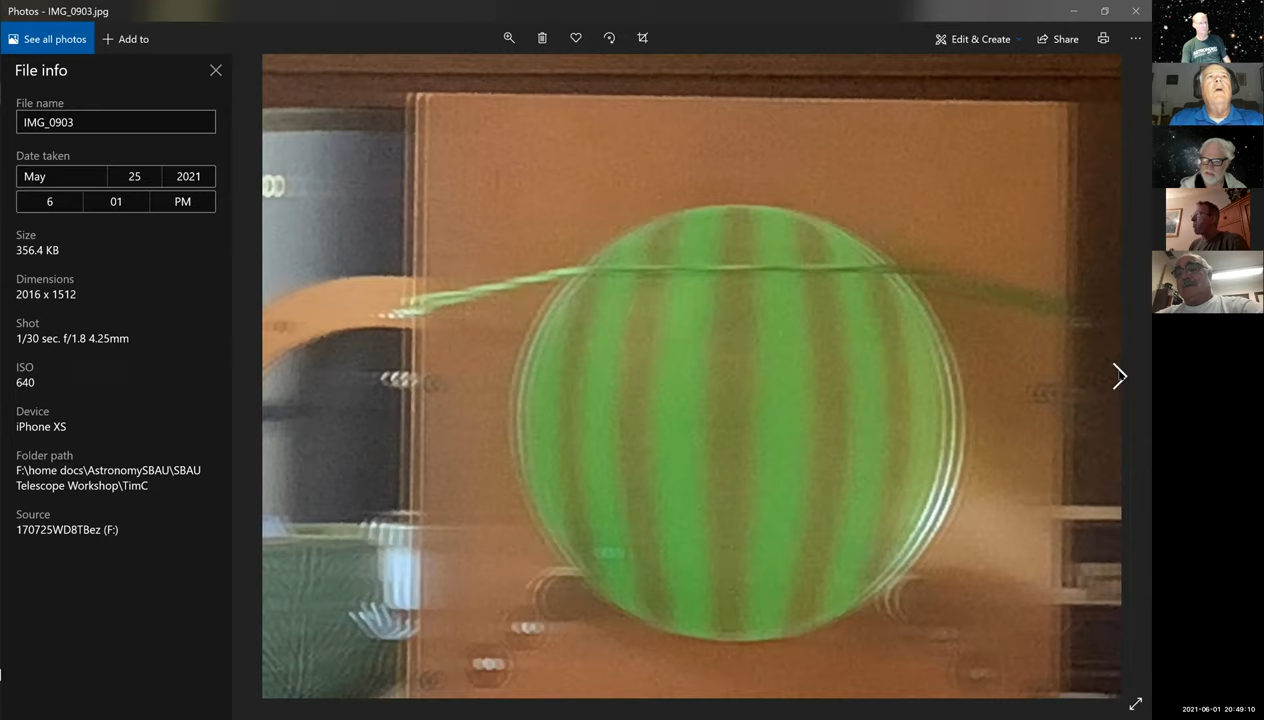 Photos - IMG_0903.jpg
See all photos
Add to
Edit & Create
Share
File info
File name
IMG_0903
Date taken
May 25 2021
6 01 PM
Size
356.4 KB
Dimensions
2016 x 1512
Shot
1/30 sec. f/1.8 4.25mm
ISO
640
Device
iPhone XS
Folder path
F:\home docs\AstronomySBAU\SBAU
Telescope Workshop\TimC
Source
170725WD8TBez (F:)
2021-06-01 20:49:10